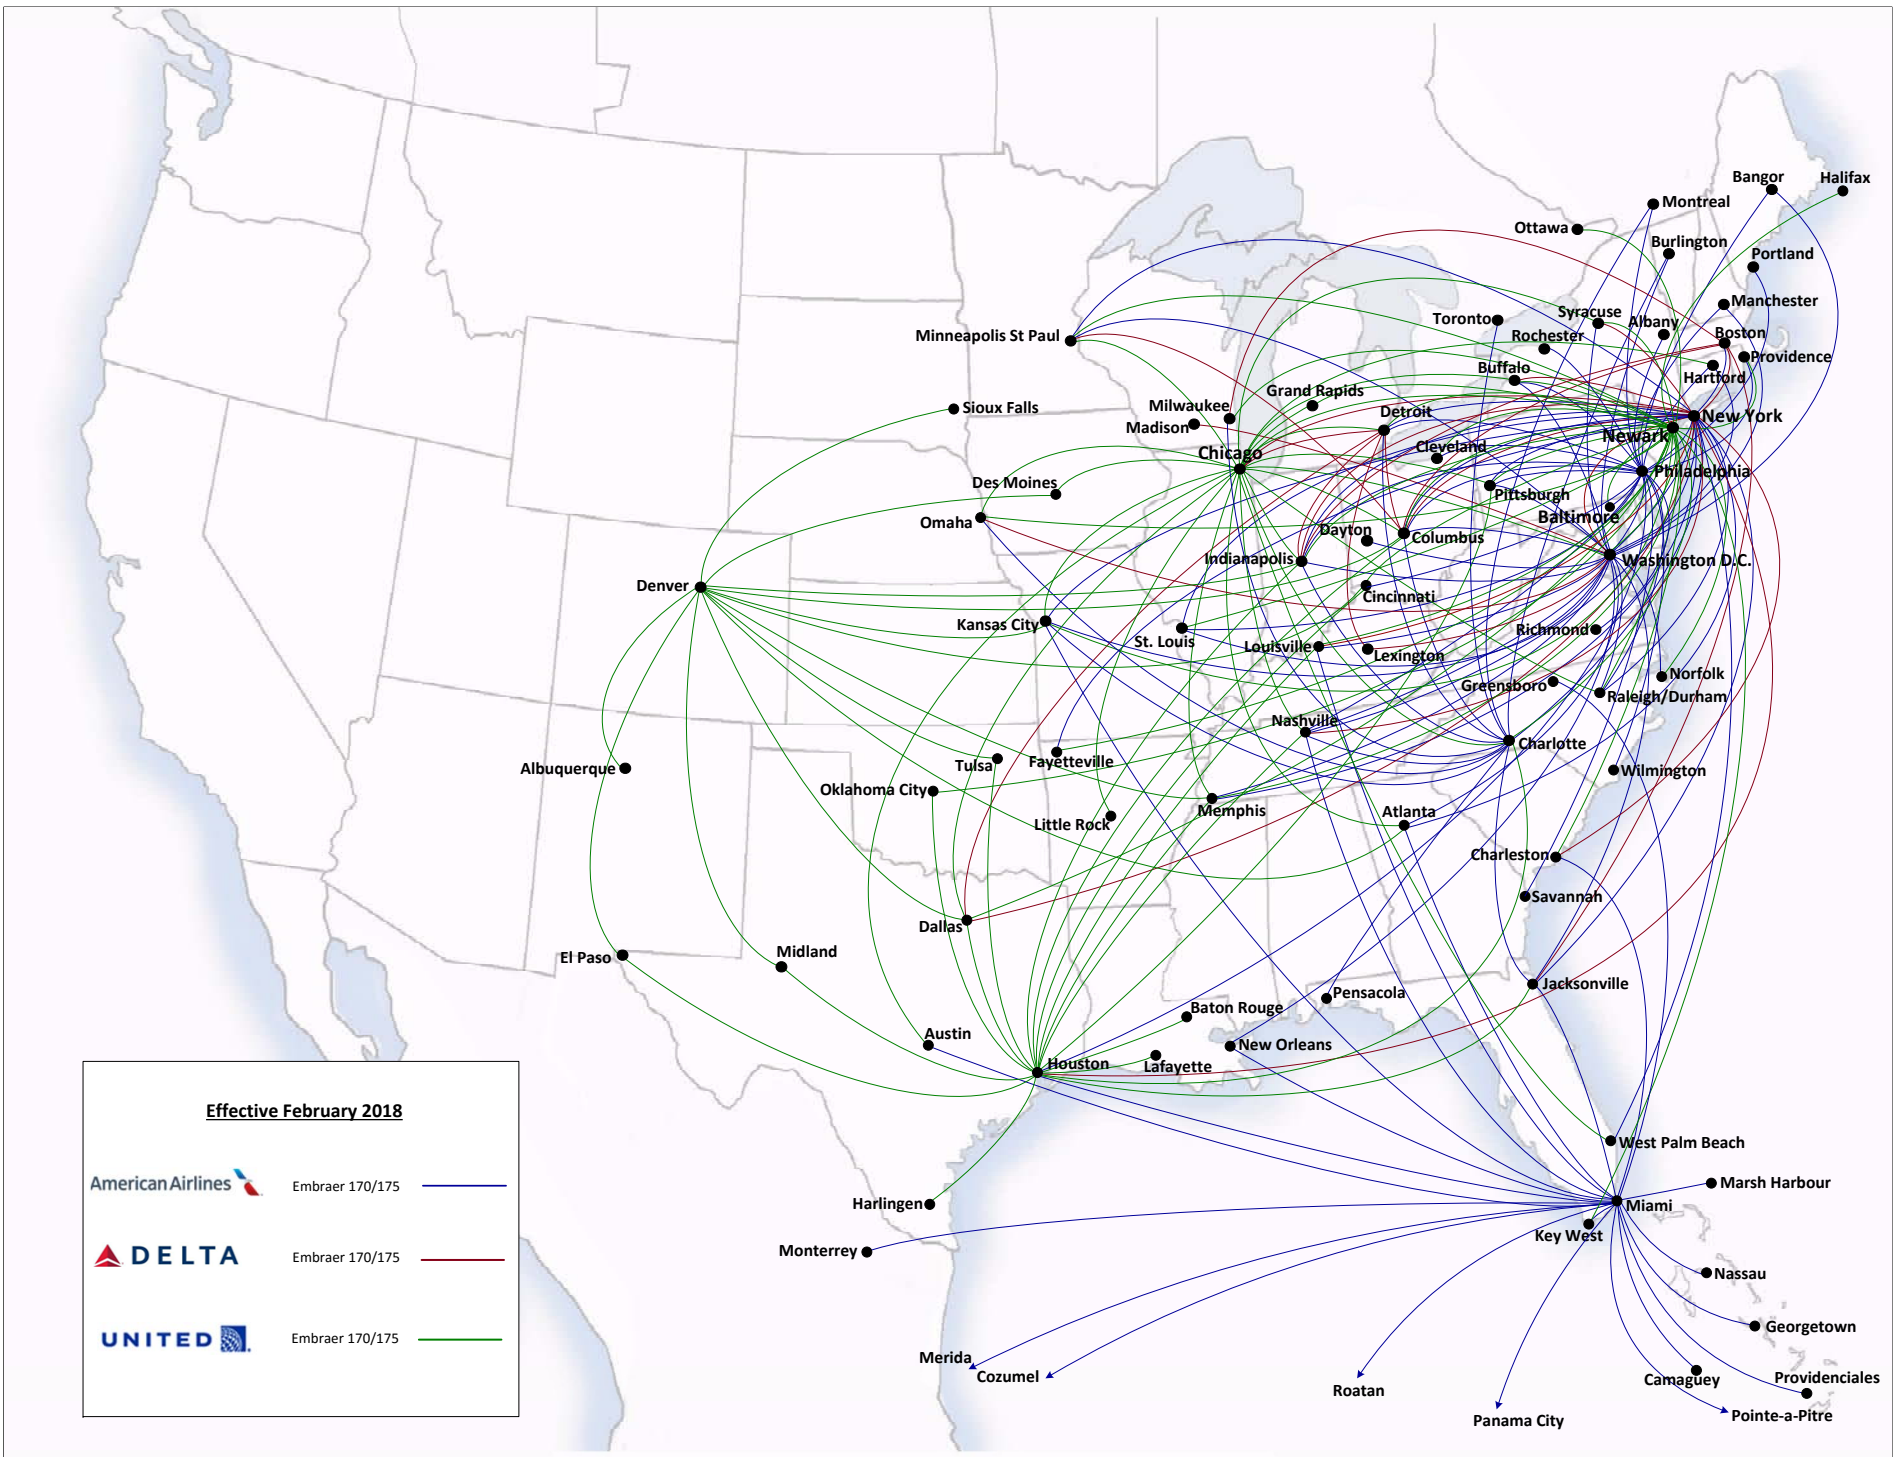 Bangor
Halifax
Montreal
Ottawa
Burlington
Portland
Manchester
Toronto
Syracuse
Albany
Minneapolis St Paul
Rochester
Boston
Providence
Buffalo
Hartford
Grand Rapids
Sioux Falls
Milwaukee
Detroit
New York
Madison
Newark
Chicago
Cleveland
Philadelphia
Des Moines
Pittsburgh
Omaha
Baltimore
Dayton
Columbus
Indianapolis
Washington D.C.
Denver
Cincinnati
Kansas City
St. Louis
Richmond
Louisville
Lexington
Norfolk
Greensboro
Raleigh/Durham
Nashville
Charlotte
Albuquerque
Tulsa
Fayetteville
Wilmington
Oklahoma City
Memphis
Atlanta
Little Rock
Charleston
Savannah
Dallas
El Paso
Midland
Jacksonville
Pensacola
Baton Rouge
Austin
New Orleans
Houston
Lafayette
Effective February 2018
West Palm Beach
American Airlines Embraer 170/175
Marsh Harbour
Harlingen
Miami
Key West
Monterrey
DELTA Embraer 170/175
Nassau
Georgetown
UNITED Embraer 170/175
Merida
Cozumel
Camaguey
Providenciales
Roatan
Panama City
Pointe-a-Pitre